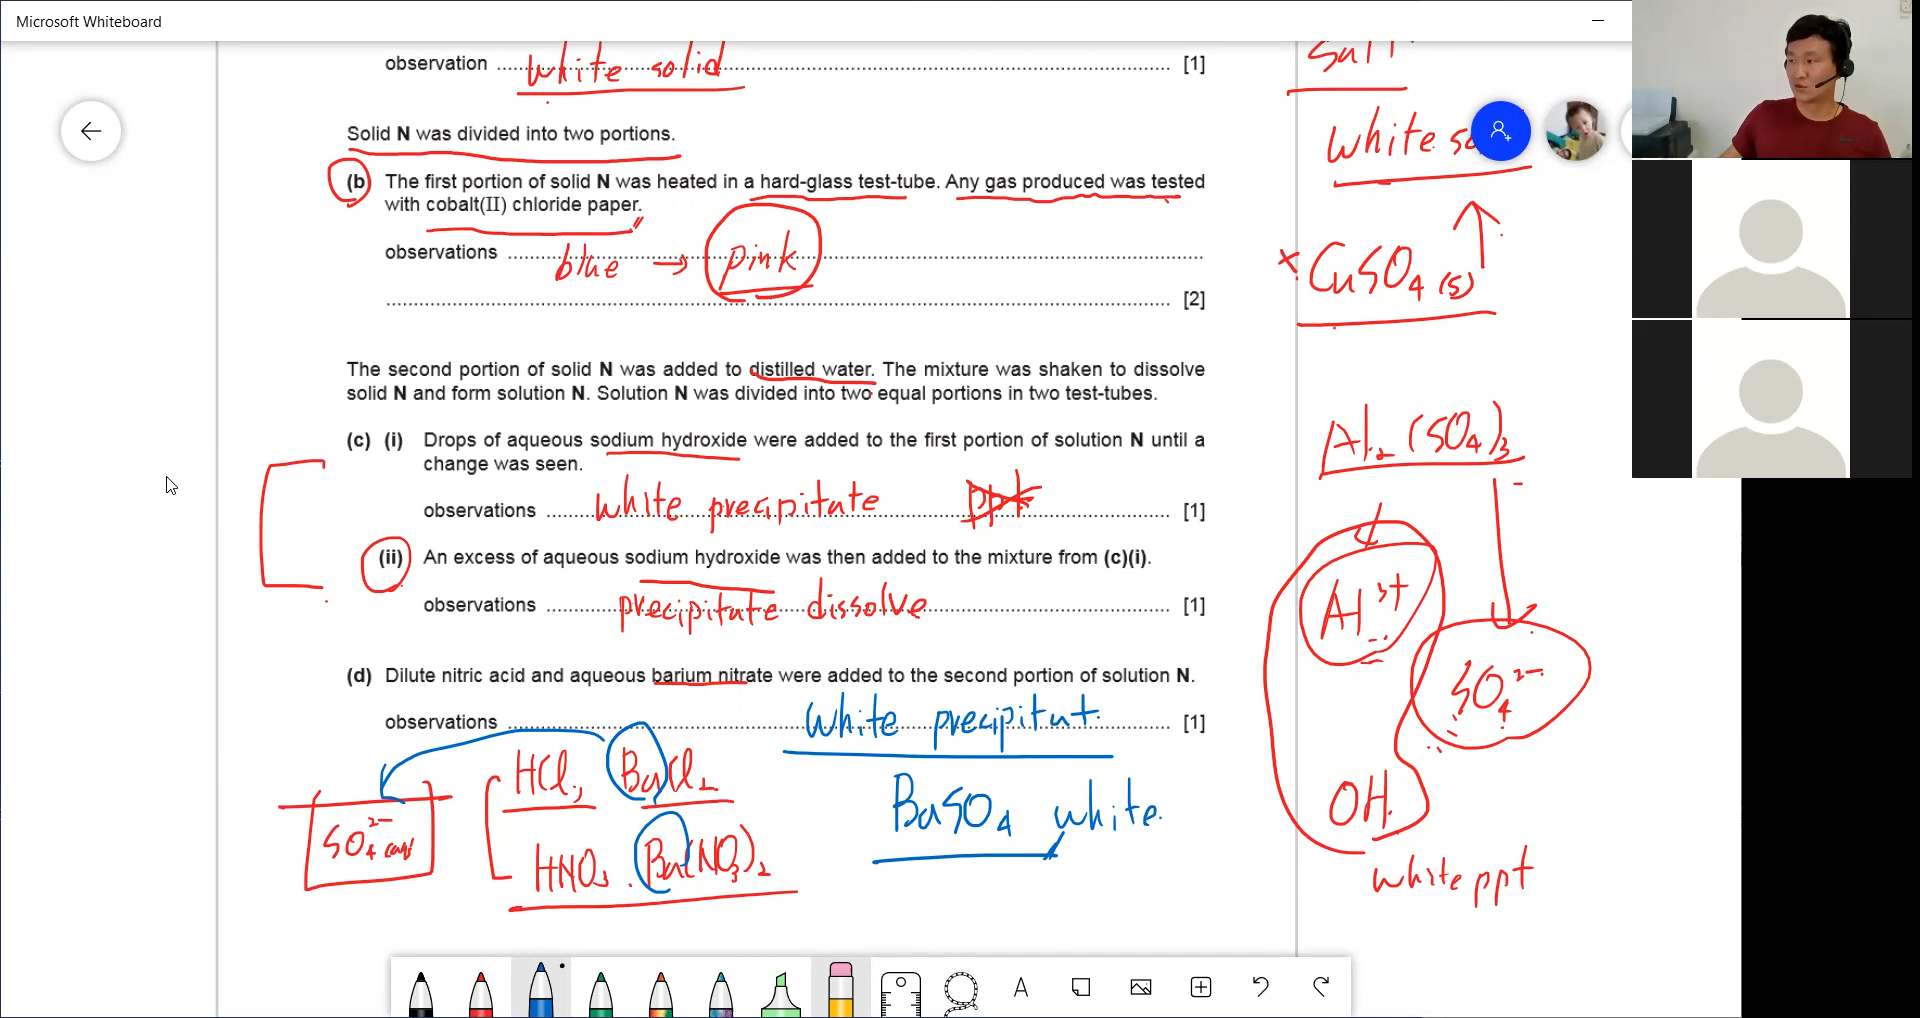 Microsoft Whiteboard
observation white solid [1]
Solid N was divided into two portions.
(b) The first portion of solid N was heated in a hard-glass test-tube. Any gas produced was tested
with cobalt(II) chloride paper.
observations blue → pink
[2]
The second portion of solid N was added to distilled water. The mixture was shaken to dissolve
solid N and form solution N. Solution N was divided into two equal portions in two test-tubes.
(c) (i) Drops of aqueous sodium hydroxide were added to the first portion of solution N until a
change was seen.
observations white precipitate ppt [1]
(ii) An excess of aqueous sodium hydroxide was then added to the mixture from (c)(i).
observations precipitate dissolve [1]
(d) Dilute nitric acid and aqueous barium nitrate were added to the second portion of solution N.
observations white precipitat. [1]
HCl, BaCl₂
SO₄²⁻(aq)
HNO₃. Ba(NO₃)₂
BaSO₄ white.
salt
white
× CuSO₄(s)
Al₂(SO₄)₃
Al³⁺
SO₄²⁻
OH.
white ppt
A